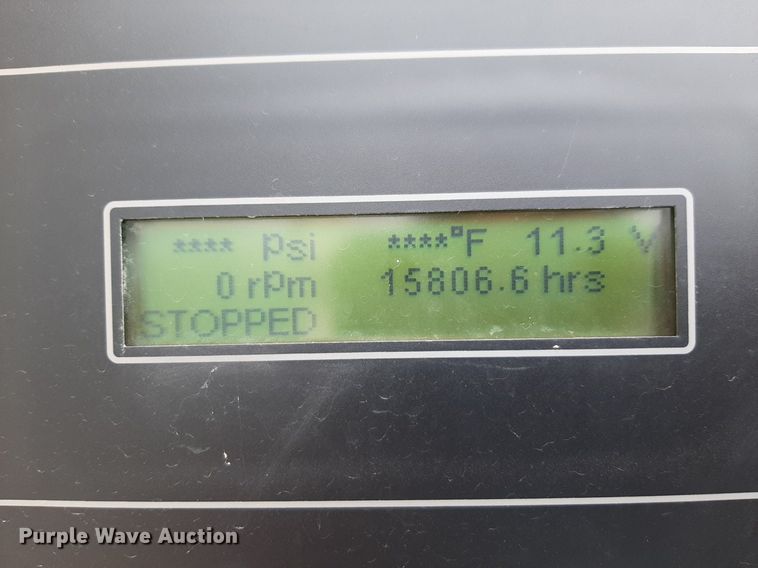 **** psi ****°F 11.3 V
0 rpm 15806.6 hrs
STOPPED
Purple Wave Auction